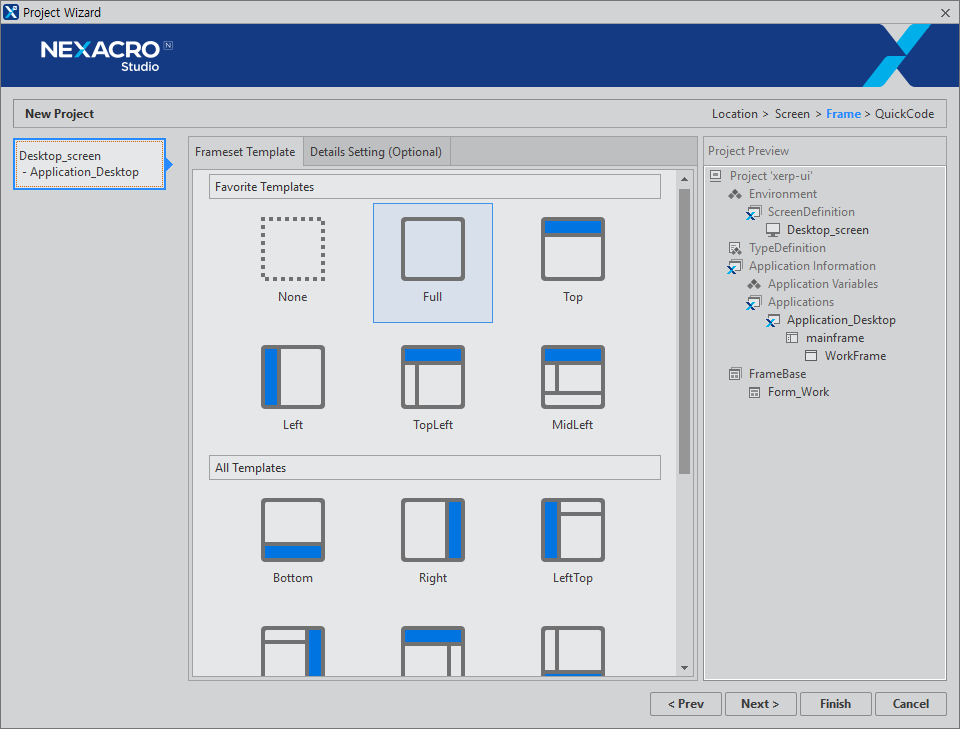 Project Wizard
NEXACRO N
Studio
New Project
Location > Screen > Frame > QuickCode
Desktop_screen
- Application_Desktop
Frameset Template
Details Setting (Optional)
Favorite Templates
None
Full
Top
Left
TopLeft
MidLeft
All Templates
Bottom
Right
LeftTop
Project Preview
Project 'xerp-ui'
Environment
ScreenDefinition
Desktop_screen
TypeDefinition
Application Information
Application Variables
Applications
Application_Desktop
mainframe
WorkFrame
FrameBase
Form_Work
< Prev
Next >
Finish
Cancel